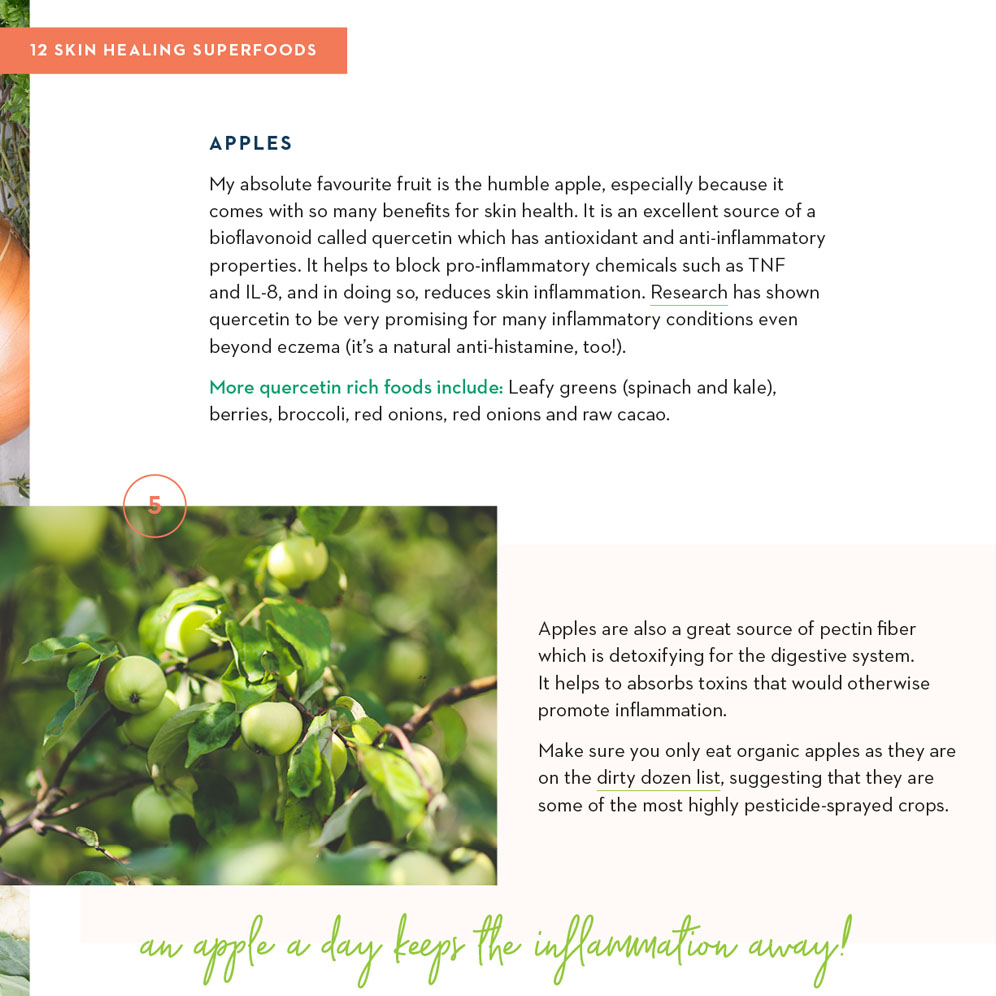 12 SKIN HEALING SUPERFOODS
APPLES
My absolute favourite fruit is the humble apple, especially because it
comes with so many benefits for skin health. It is an excellent source of a
bioflavonoid called quercetin which has antioxidant and anti-inflammatory
properties. It helps to block pro-inflammatory chemicals such as TNF
and IL-8, and in doing so, reduces skin inflammation. Research has shown
quercetin to be very promising for many inflammatory conditions even
beyond eczema (it's a natural anti-histamine, too!).
More quercetin rich foods include: Leafy greens (spinach and kale),
berries, broccoli, red onions, red onions and raw cacao.
5
Apples are also a great source of pectin fiber
which is detoxifying for the digestive system.
It helps to absorbs toxins that would otherwise
promote inflammation.
Make sure you only eat organic apples as they are
on the dirty dozen list, suggesting that they are
some of the most highly pesticide-sprayed crops.
an apple a day keeps the inflammation away!